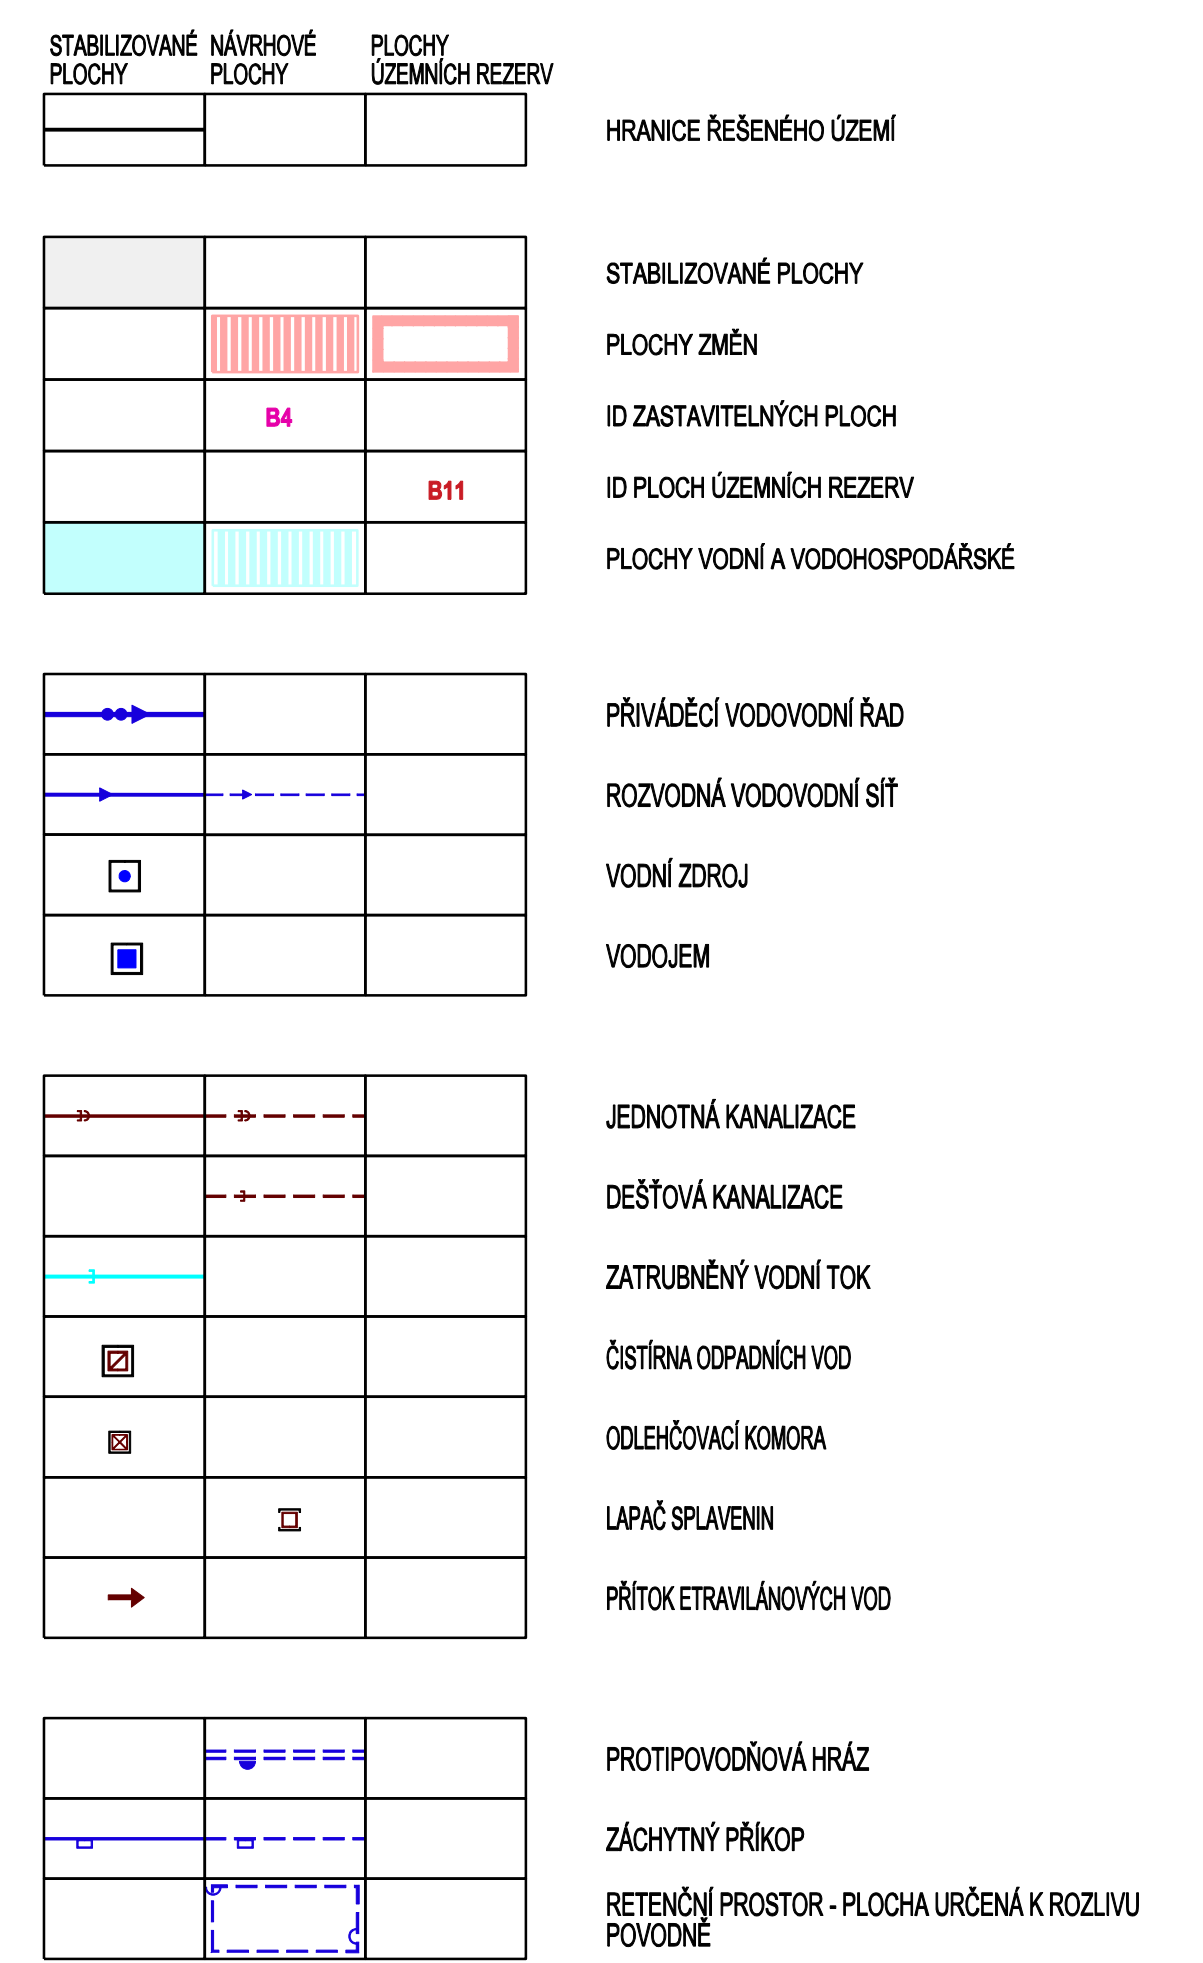 STABILIZOVANÉ NÁVRHOVÉ PLOCHY
PLOCHY PLOCHY ÚZEMNÍCH REZERV
HRANICE ŘEŠENÉHO ÚZEMÍ
STABILIZOVANÉ PLOCHY
PLOCHY ZMĚN
B4 ID ZASTAVITELNÝCH PLOCH
B11 ID PLOCH ÚZEMNÍCH REZERV
PLOCHY VODNÍ A VODOHOSPODÁŘSKÉ
PŘIVÁDĚCÍ VODOVODNÍ ŘAD
ROZVODNÁ VODOVODNÍ SÍŤ
VODNÍ ZDROJ
VODOJEM
JEDNOTNÁ KANALIZACE
DEŠŤOVÁ KANALIZACE
ZATRUBNĚNÝ VODNÍ TOK
ČISTÍRNA ODPADNÍCH VOD
ODLEHČOVACÍ KOMORA
LAPAČ SPLAVENIN
PŘÍTOK ETRAVILÁNOVÝCH VOD
PROTIPOVODŇOVÁ HRÁZ
ZÁCHYTNÝ PŘÍKOP
RETENČNÍ PROSTOR - PLOCHA URČENÁ K ROZLIVU
POVODNĚ